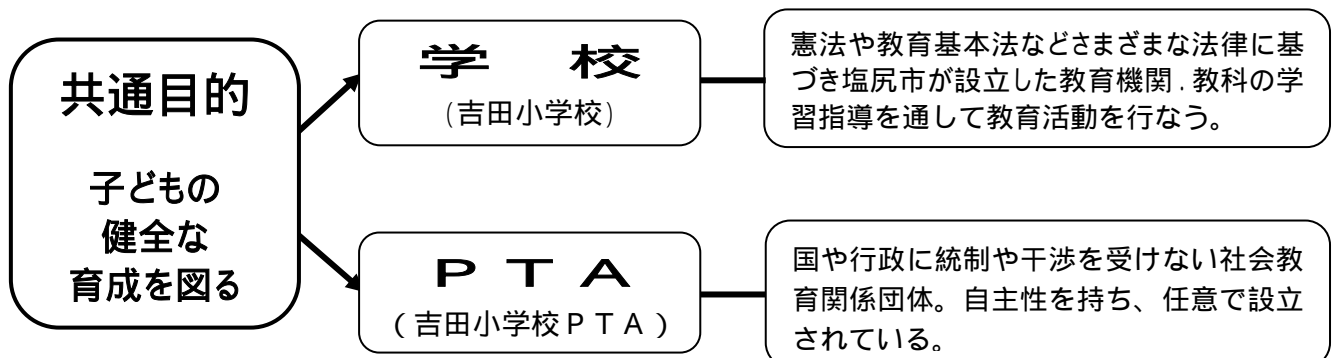 共通目的
子どもの
健全な
育成を図る
学　校
(吉田小学校)
憲法や教育基本法などさまざまな法律に基
づき塩尻市が設立した教育機関．教科の学
習指導を通して教育活動を行なう。
ＰＴＡ
（吉田小学校ＰＴＡ）
国や行政に統制や干渉を受けない社会教
育関係団体。自主性を持ち、任意で設立
されている。